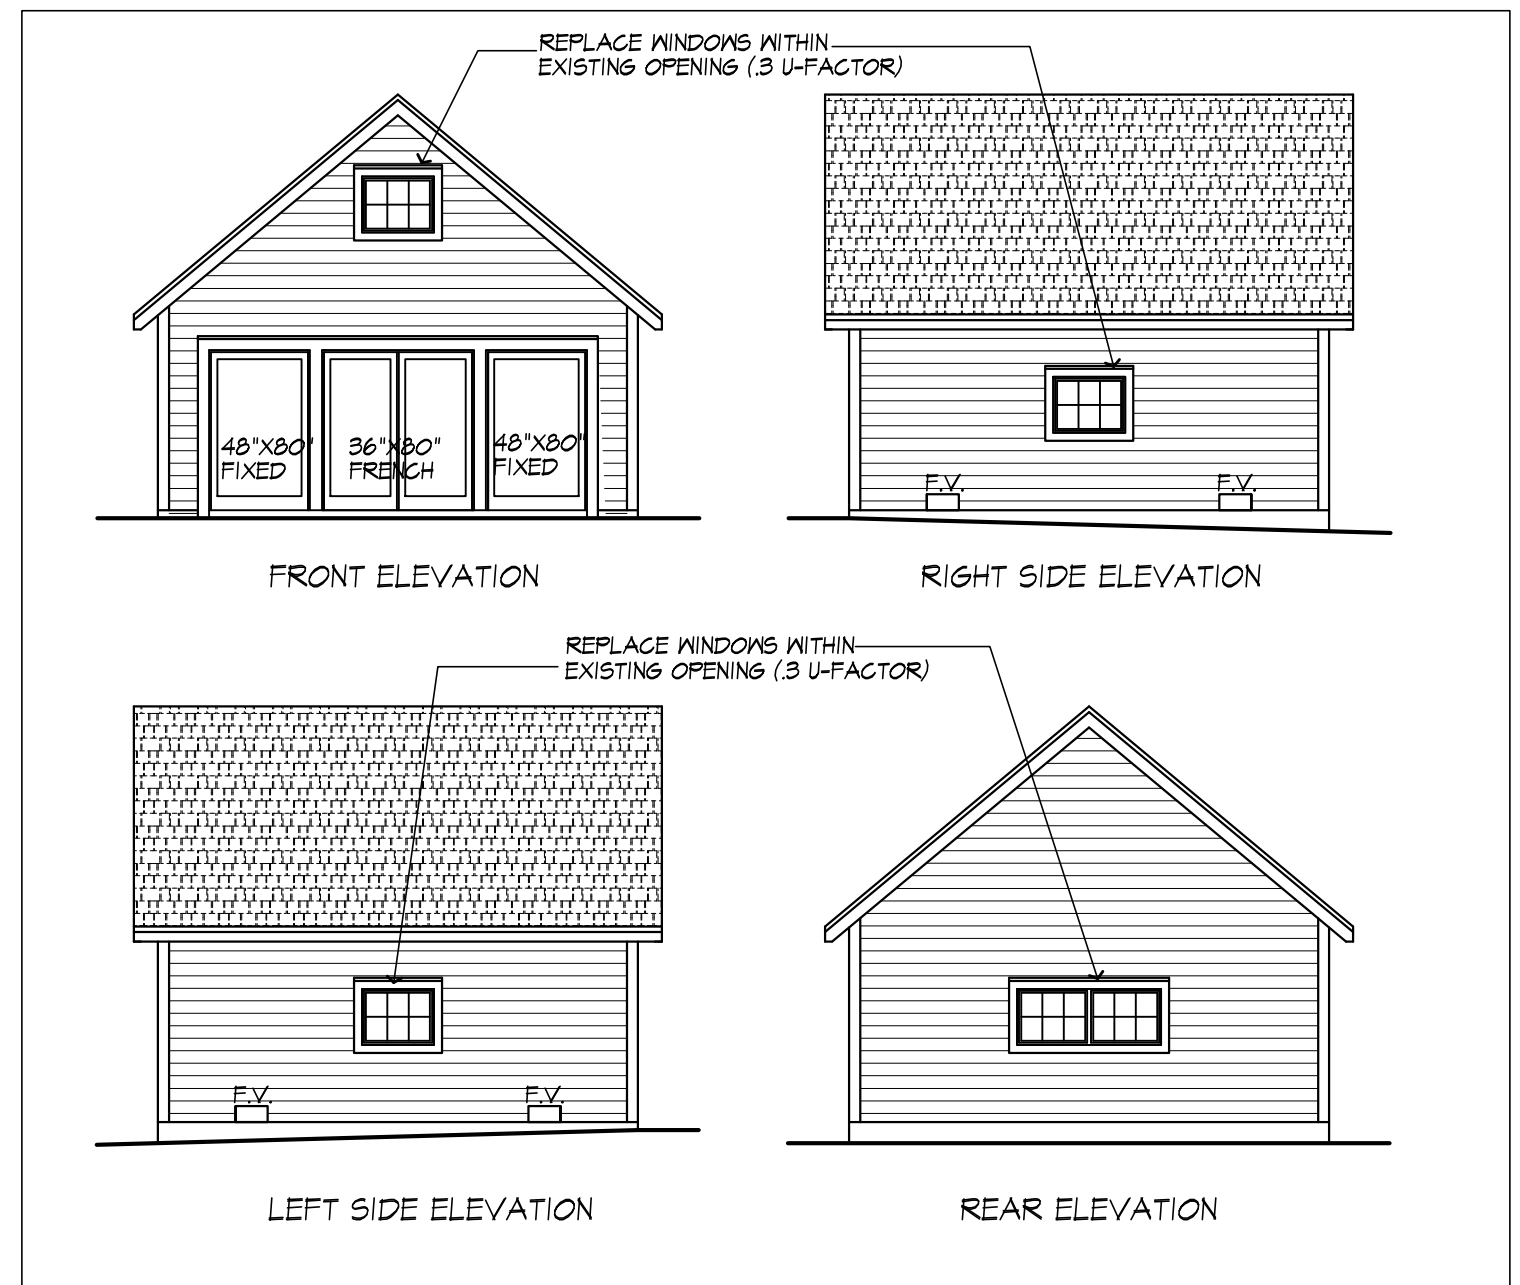 REPLACE WINDOWS WITHIN
EXISTING OPENING (.3 U-FACTOR)
48"X80"
FIXED
36"X80"
FRENCH
48"X80"
FIXED
F.V.
F.V.
FRONT ELEVATION
RIGHT SIDE ELEVATION
REPLACE WINDOWS WITHIN
EXISTING OPENING (.3 U-FACTOR)
F.V.
F.V.
LEFT SIDE ELEVATION
REAR ELEVATION